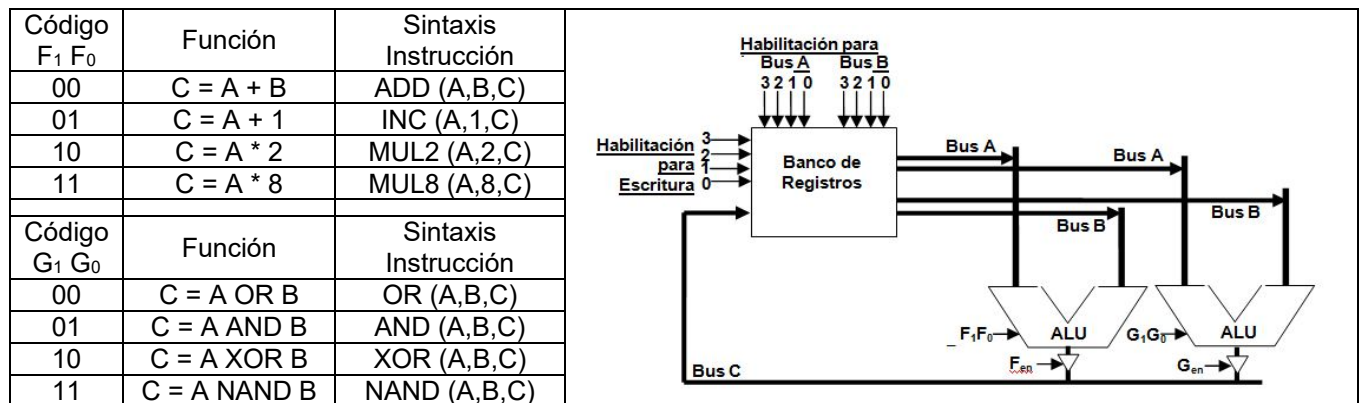 Código F₁ F₀ Función Sintaxis Instrucción
00 C = A + B ADD (A,B,C)
01 C = A + 1 INC (A,1,C)
10 C = A * 2 MUL2 (A,2,C)
11 C = A * 8 MUL8 (A,8,C)
Código G₁ G₀ Función Sintaxis Instrucción
00 C = A OR B OR (A,B,C)
01 C = A AND B AND (A,B,C)
10 C = A XOR B XOR (A,B,C)
11 C = A NAND B NAND (A,B,C)
Habilitación para
Bus A Bus B
3 2 1 0 3 2 1 0
Habilitación 3
2
para 1
Escritura 0
Banco de
Registros
Bus A
Bus A
Bus B
Bus B
_ F₁F₀ ALU G₁G₀ ALU
Fen Gen
Bus C